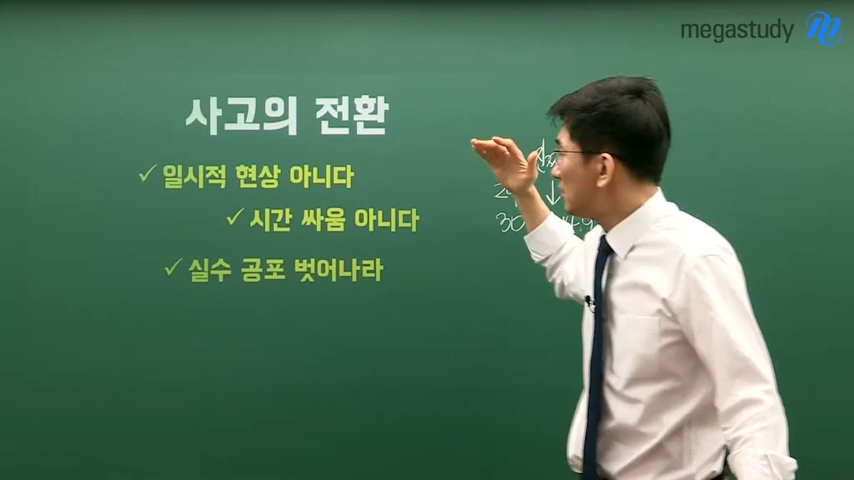 megastudy
사고의 전환
✓ 일시적 현상 아니다
✓ 시간 싸움 아니다
✓ 실수 공포 벗어나라
30